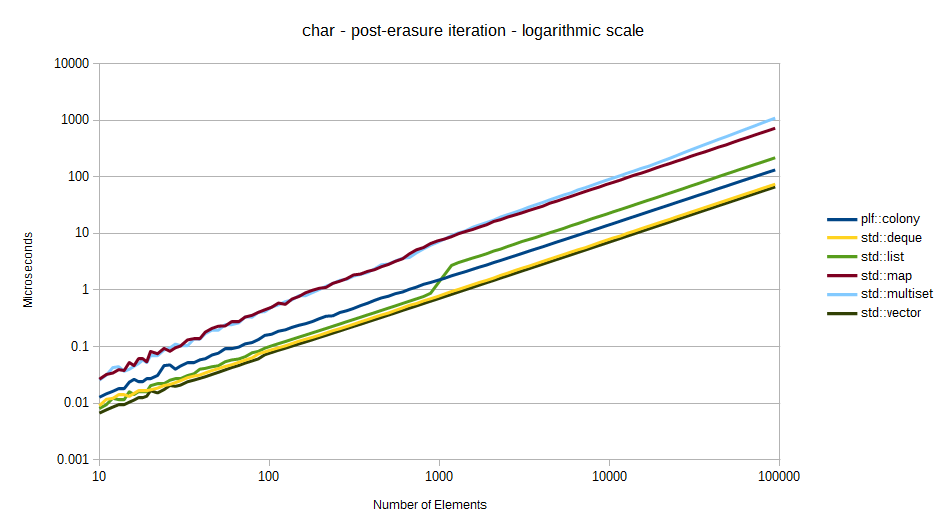 char - post-erasure iteration - logarithmic scale
10000
1000
100
10
1
0.1
0.01
0.001
Microseconds
10
100
1000
10000
100000
Number of Elements
plf::colony
std::deque
std::list
std::map
std::multiset
std::vector